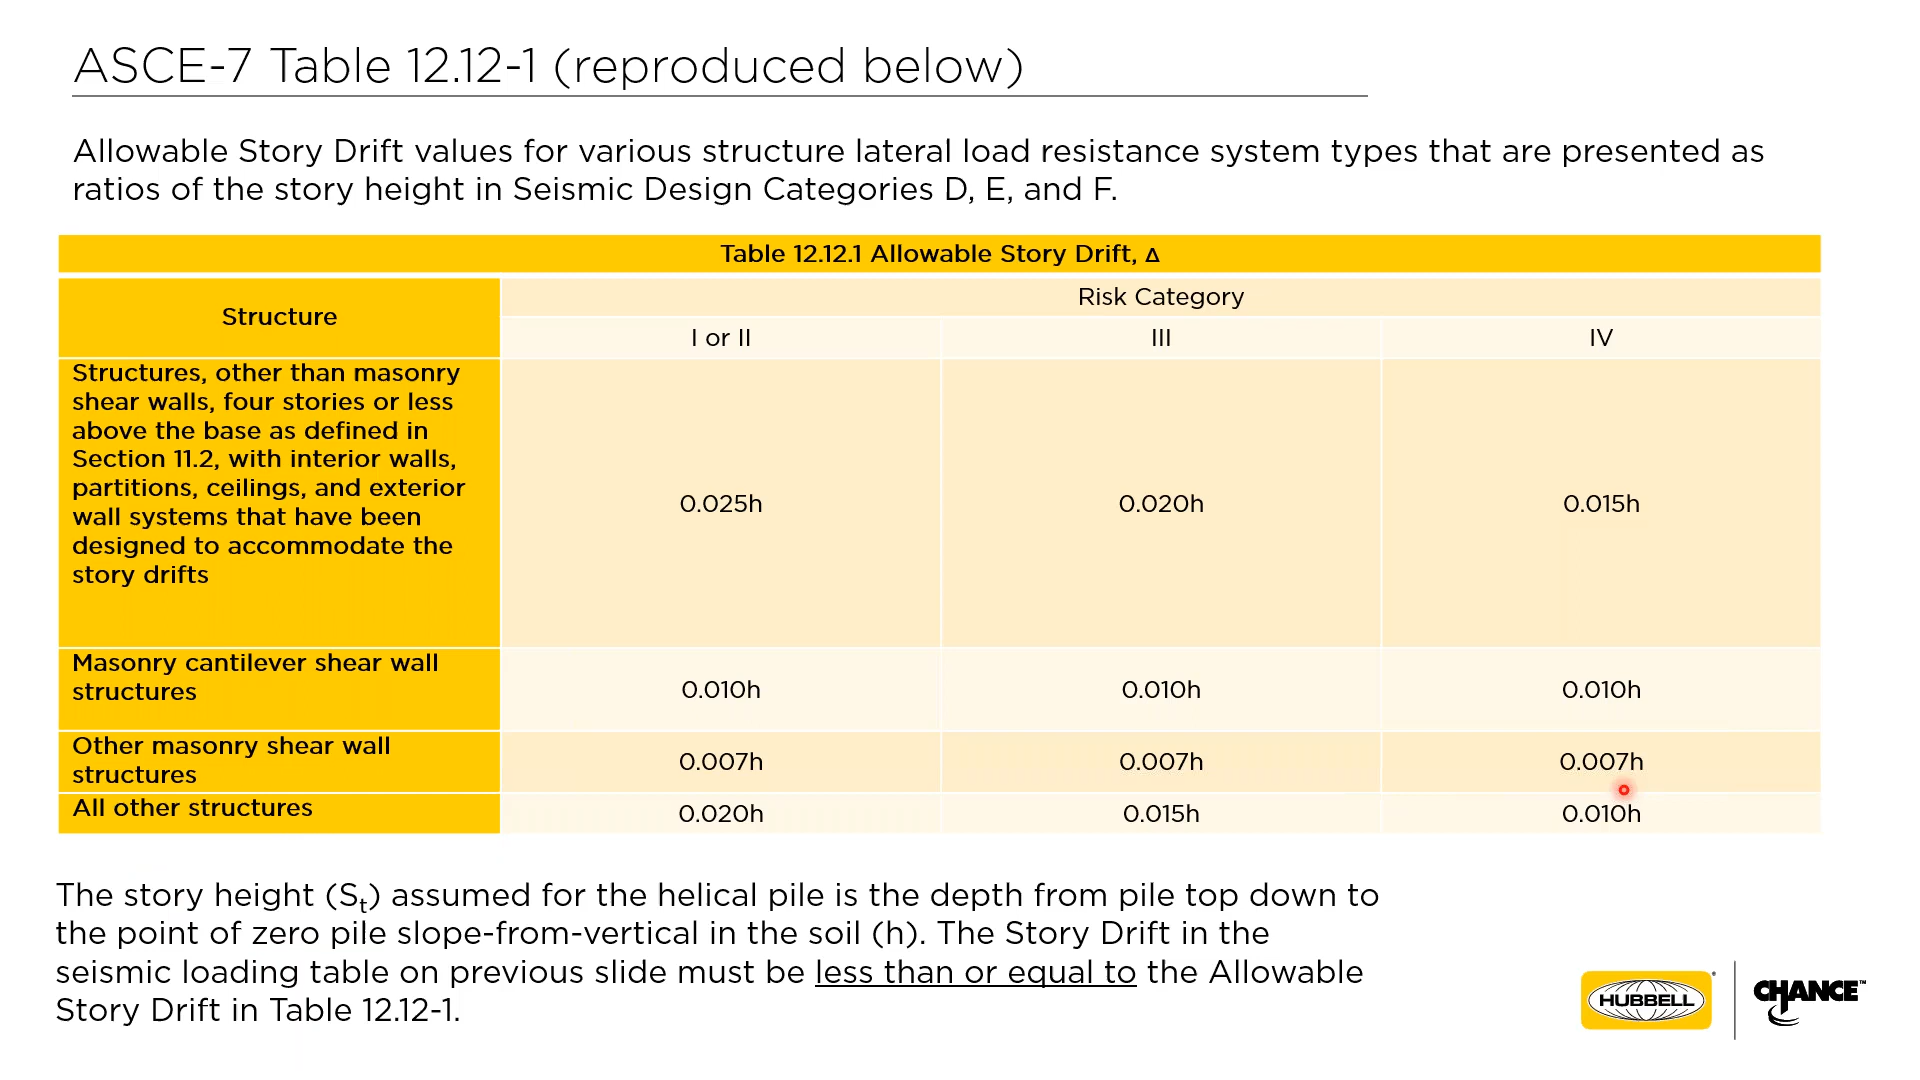 ASCE-7 Table 12.12-1 (reproduced below)
Allowable Story Drift values for various structure lateral load resistance system types that are presented as
ratios of the story height in Seismic Design Categories D, E, and F.
Table 12.12.1 Allowable Story Drift, Δ
Structure
Risk Category
I or II
III
IV
Structures, other than masonry
shear walls, four stories or less
above the base as defined in
Section 11.2, with interior walls,
partitions, ceilings, and exterior
wall systems that have been
designed to accommodate the
story drifts
0.025h
0.020h
0.015h
Masonry cantilever shear wall
structures
0.010h
0.010h
0.010h
Other masonry shear wall
structures
0.007h
0.007h
0.007h
All other structures
0.020h
0.015h
0.010h
The story height (St) assumed for the helical pile is the depth from pile top down to
the point of zero pile slope-from-vertical in the soil (h). The Story Drift in the
seismic loading table on previous slide must be less than or equal to the Allowable
Story Drift in Table 12.12-1.
HUBBELL®
CHANCE™